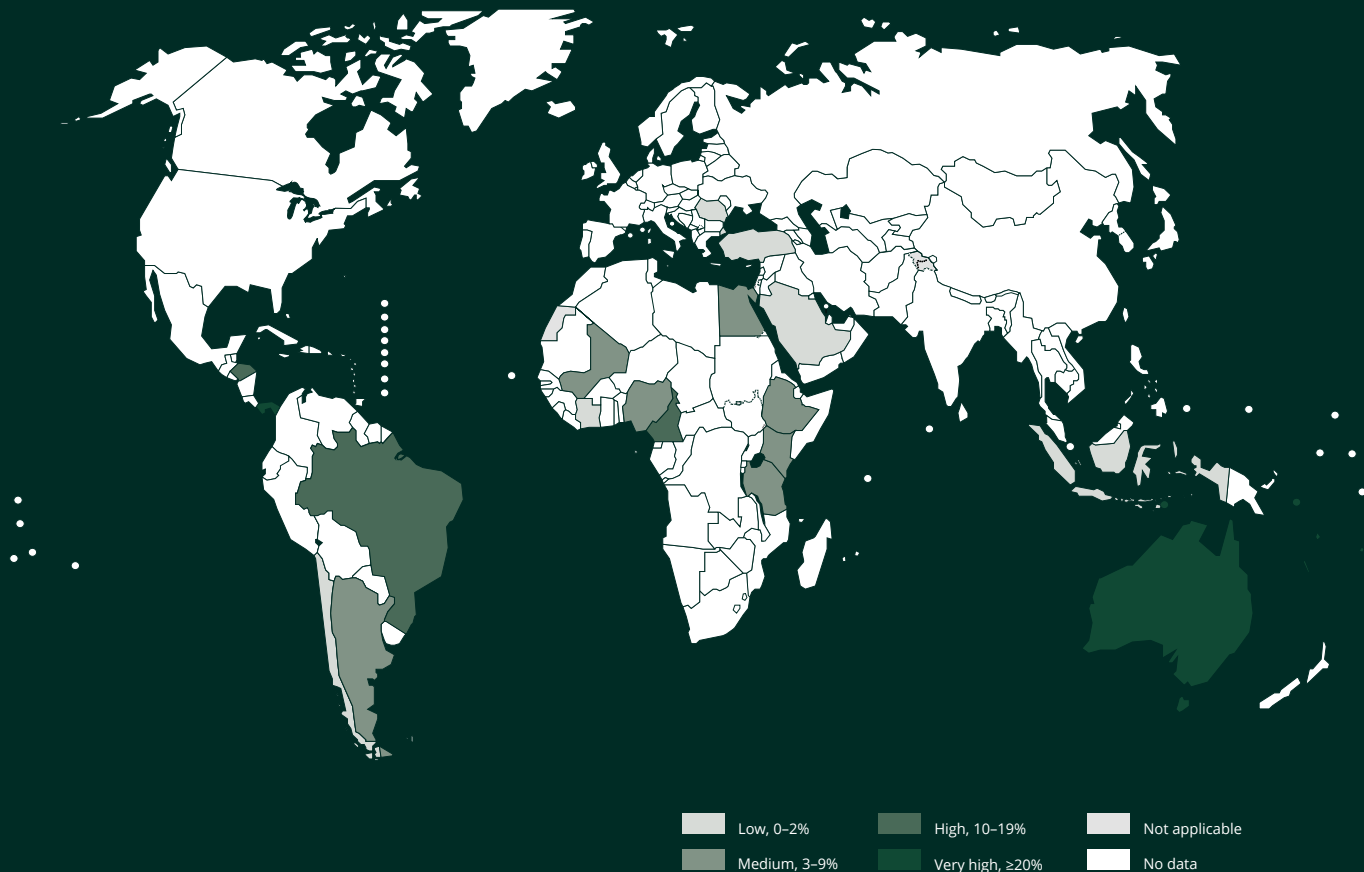 Low, 0–2%
High, 10–19%
Not applicable
Medium, 3–9%
Very high, ≥20%
No data